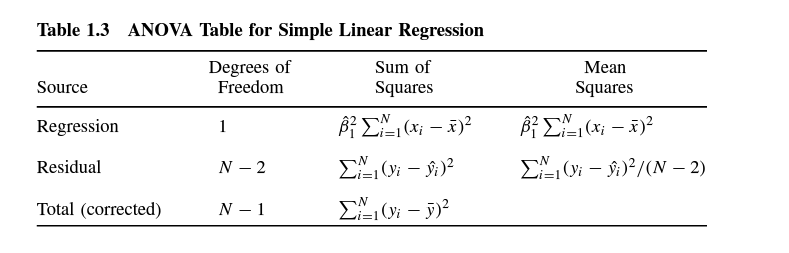 Table 1.3 ANOVA Table for Simple Linear Regression
Source Degrees of Freedom Sum of Squares Mean Squares
Regression 1 β̂₁² ∑ᵢ₌₁ᴺ (xᵢ − x̄)² β̂₁² ∑ᵢ₌₁ᴺ (xᵢ − x̄)²
Residual N − 2 ∑ᵢ₌₁ᴺ (yᵢ − ŷᵢ)² ∑ᵢ₌₁ᴺ (yᵢ − ŷᵢ)²/(N − 2)
Total (corrected) N − 1 ∑ᵢ₌₁ᴺ (yᵢ − ȳ)²